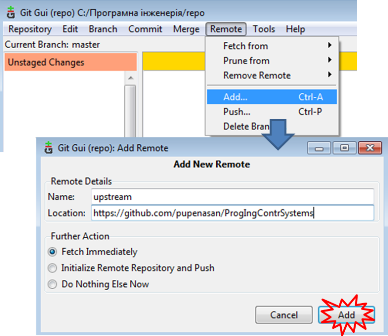 Git Gui (repo) C:/Програмна інженерія/repo
Repository Edit Branch Commit Merge Remote Tools Help
Current Branch: master
Unstaged Changes
Fetch from
Prune from
Remove Remote
Add... Ctrl-A
Push... Ctrl-P
Delete Bran
Git Gui (repo): Add Remote
Add New Remote
Remote Details
Name: upstream
Location: https://github.com/pupenasan/ProgIngContrSystems
Further Action
Fetch Immediately
Initialize Remote Repository and Push
Do Nothing Else Now
Cancel Add